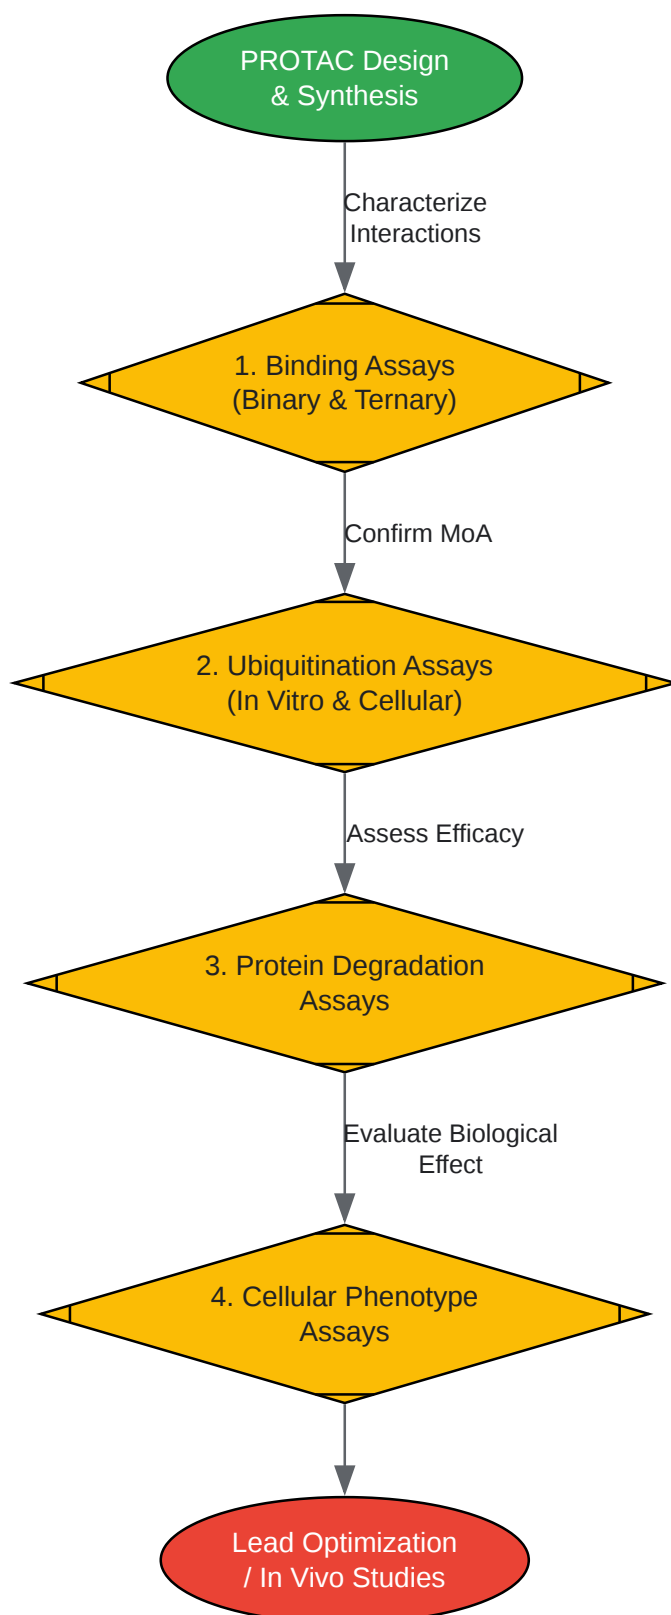 PROTAC Design
& Synthesis
Characterize
Interactions
1. Binding Assays
(Binary & Ternary)
Confirm MoA
2. Ubiquitination Assays
(In Vitro & Cellular)
Assess Efficacy
3. Protein Degradation
Assays
Evaluate Biological
Effect
4. Cellular Phenotype
Assays
Lead Optimization
/ In Vivo Studies